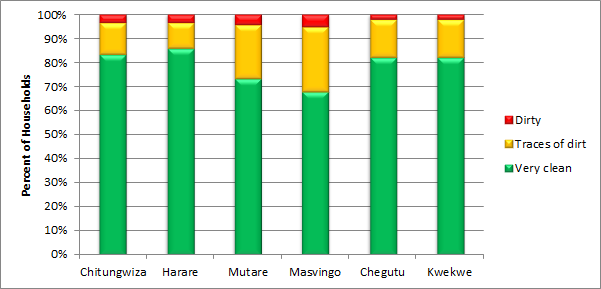 100%
90%
80%
70%
60%
50%
40%
30%
20%
10%
0%
Percent of Households
Chitungwiza Harare Mutare Masvingo Chegutu Kwekwe
Dirty
Traces of dirt
Very clean